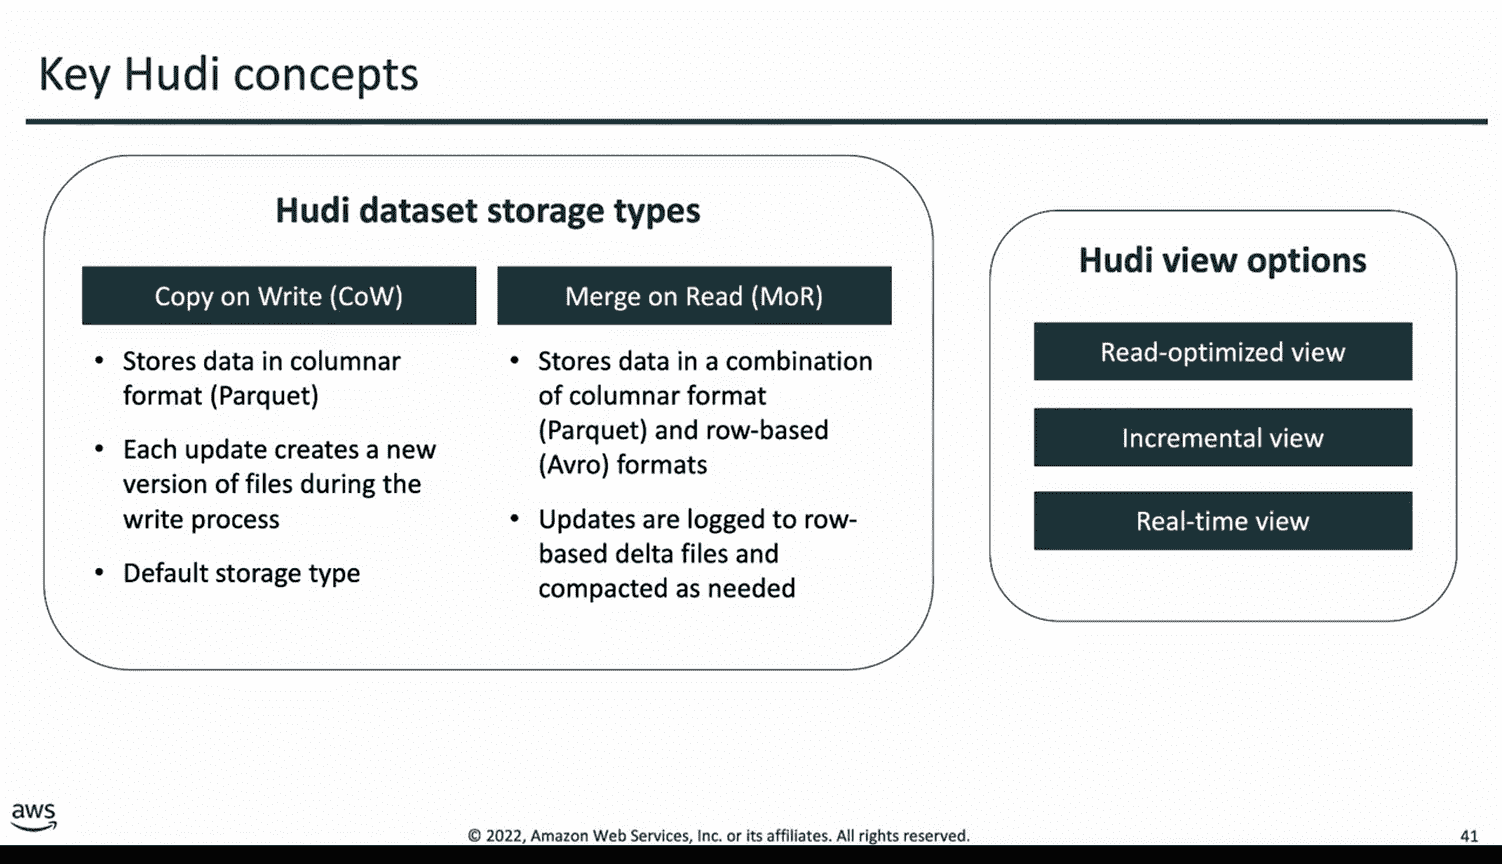 Key Hudi concepts
Hudi dataset storage types
Copy on Write (CoW)
• Stores data in columnar
format (Parquet)
• Each update creates a new
version of files during the
write process
• Default storage type
Merge on Read (MoR)
• Stores data in a combination
of columnar format
(Parquet) and row-based
(Avro) formats
• Updates are logged to row-
based delta files and
compacted as needed
Hudi view options
Read-optimized view
Incremental view
Real-time view
aws
© 2022, Amazon Web Services, Inc. or its affiliates. All rights reserved.
41